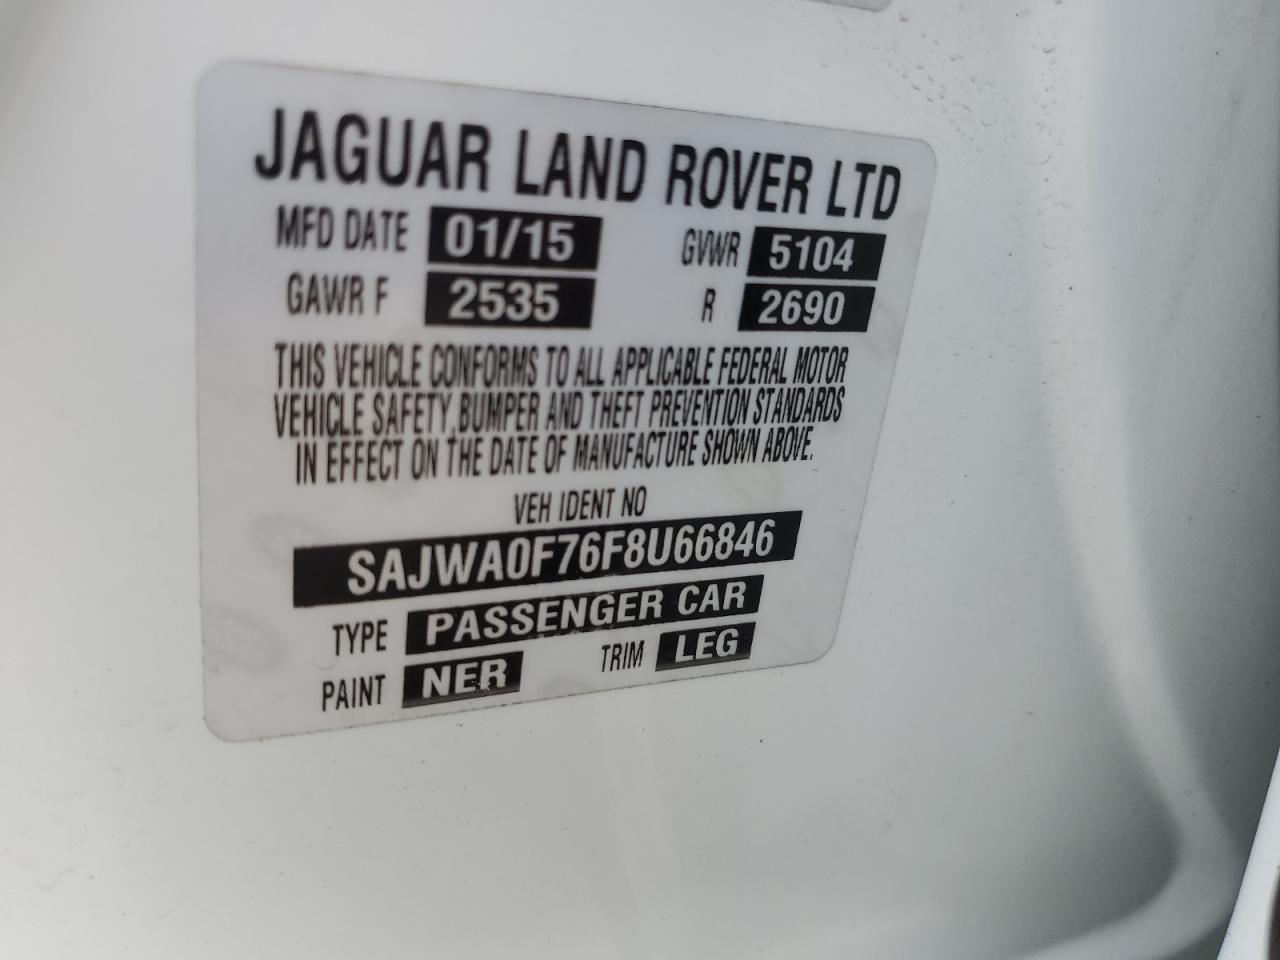 JAGUAR LAND ROVER LTD
MFD DATE 01/15 GVWR 5104
GAWR F 2535 R 2690
THIS VEHICLE CONFORMS TO ALL APPLICABLE FEDERAL MOTOR
VEHICLE SAFETY, BUMPER AND THEFT PREVENTION STANDARDS
IN EFFECT ON THE DATE OF MANUFACTURE SHOWN ABOVE.
VEH IDENT NO
SAJWA0F76F8U66846
TYPE PASSENGER CAR
PAINT NER TRIM LEG